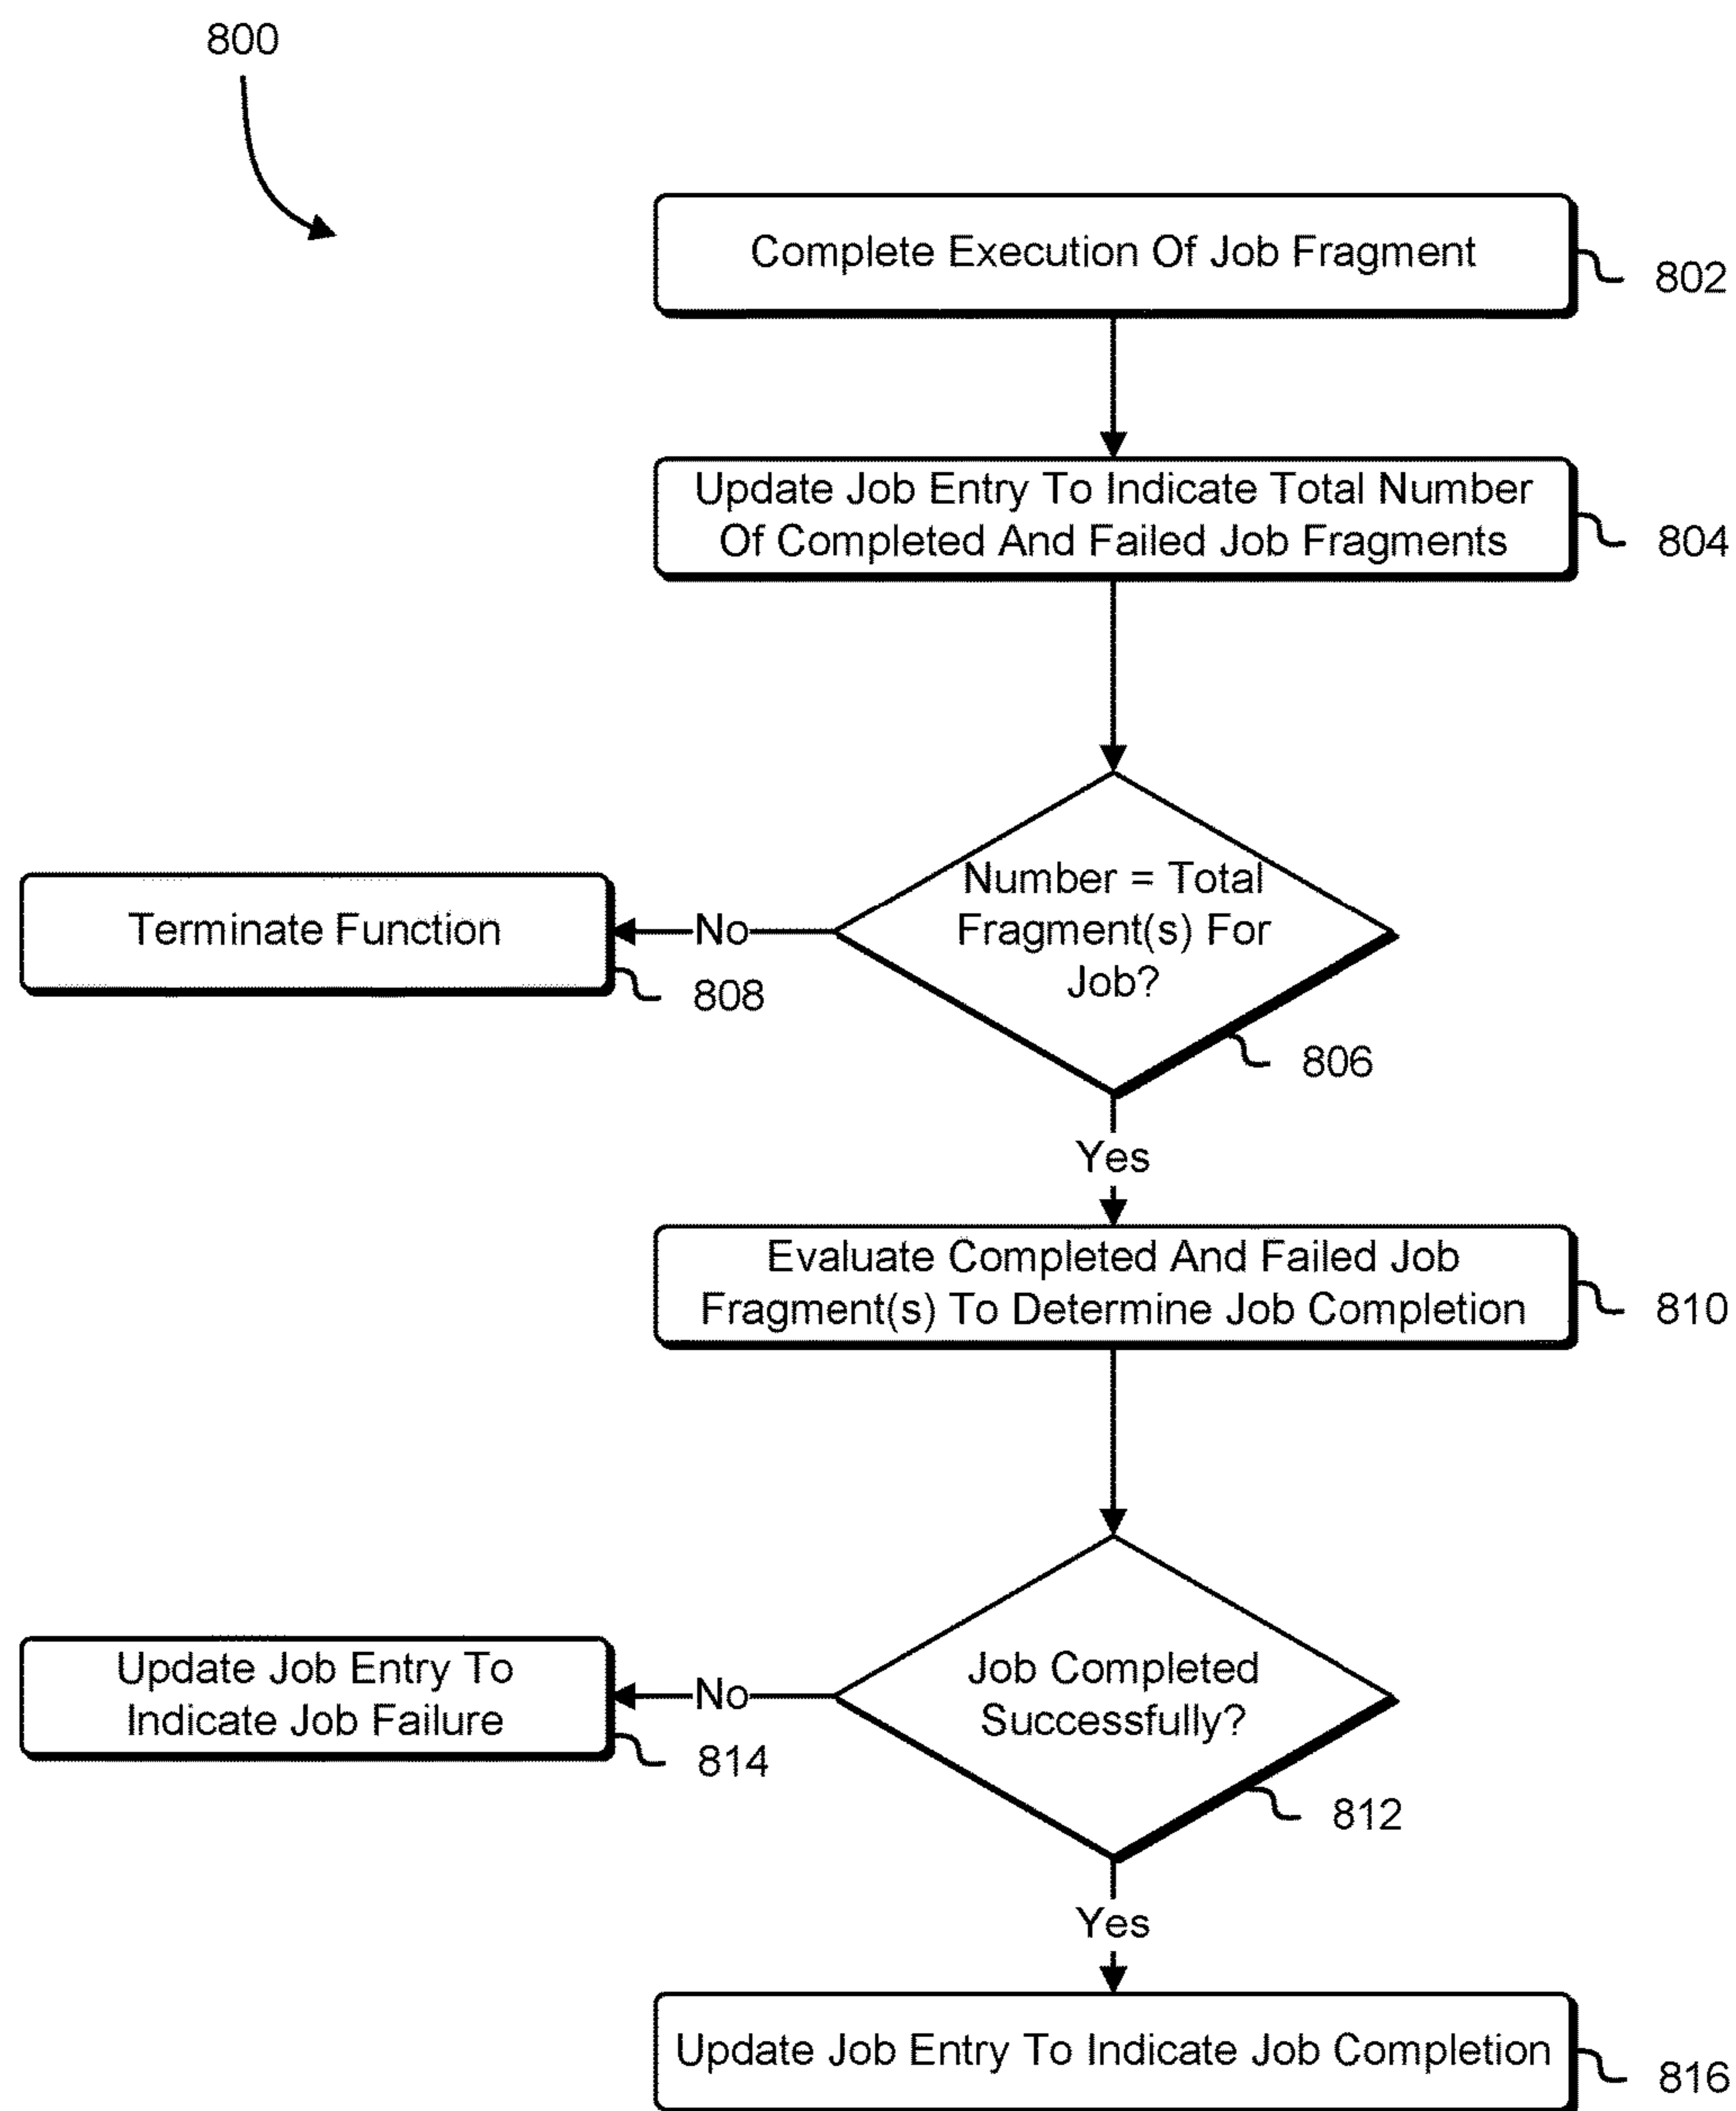 800
Complete Execution Of Job Fragment
802
Update Job Entry To Indicate Total Number
Of Completed And Failed Job Fragments
804
Number = Total
Fragment(s) For
Job?
806
No
Terminate Function
808
Yes
Evaluate Completed And Failed Job
Fragment(s) To Determine Job Completion
810
Job Completed
Successfully?
812
No
Update Job Entry To
Indicate Job Failure
814
Yes
Update Job Entry To Indicate Job Completion
816